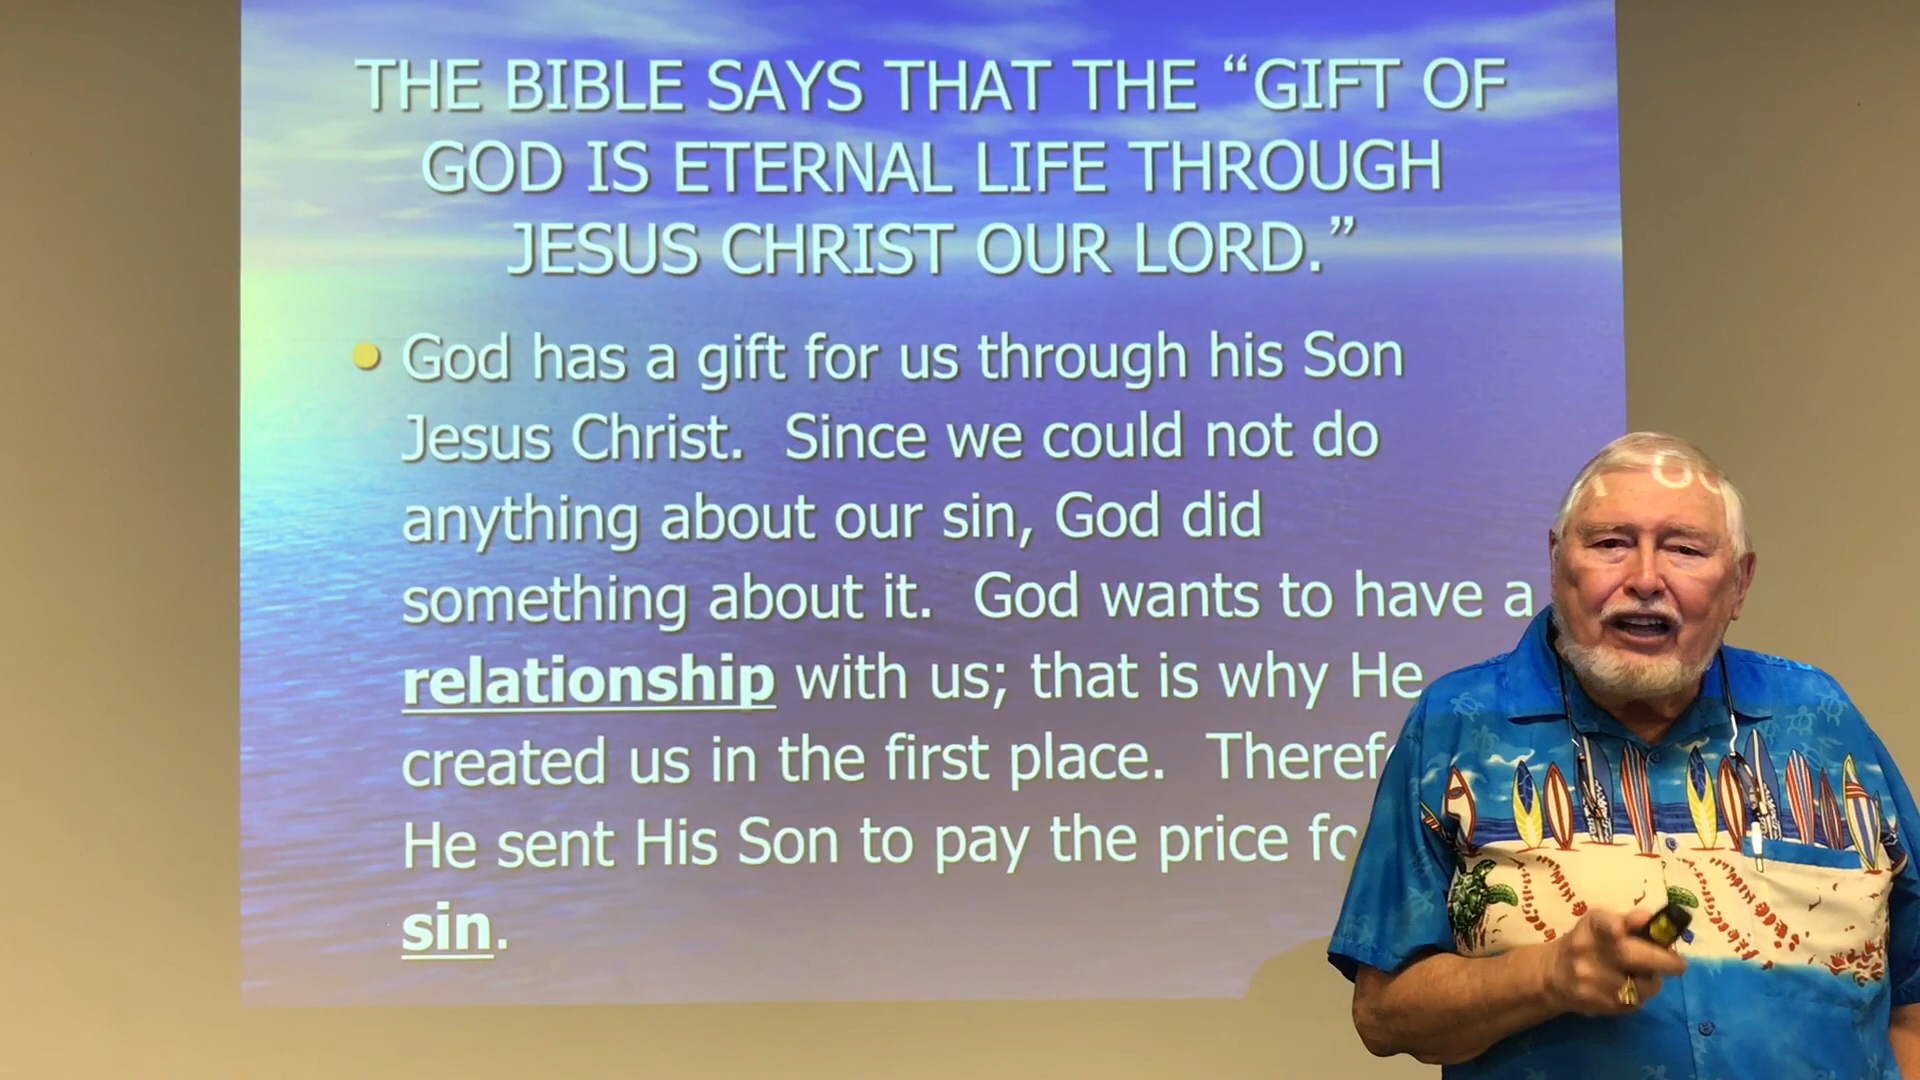 THE BIBLE SAYS THAT THE “GIFT OF
GOD IS ETERNAL LIFE THROUGH
JESUS CHRIST OUR LORD.”
• God has a gift for us through his Son
Jesus Christ.  Since we could not do
anything about our sin, God did
something about it.  God wants to have a
relationship with us; that is why He
created us in the first place.
He sent His Son to pay the price
sin.